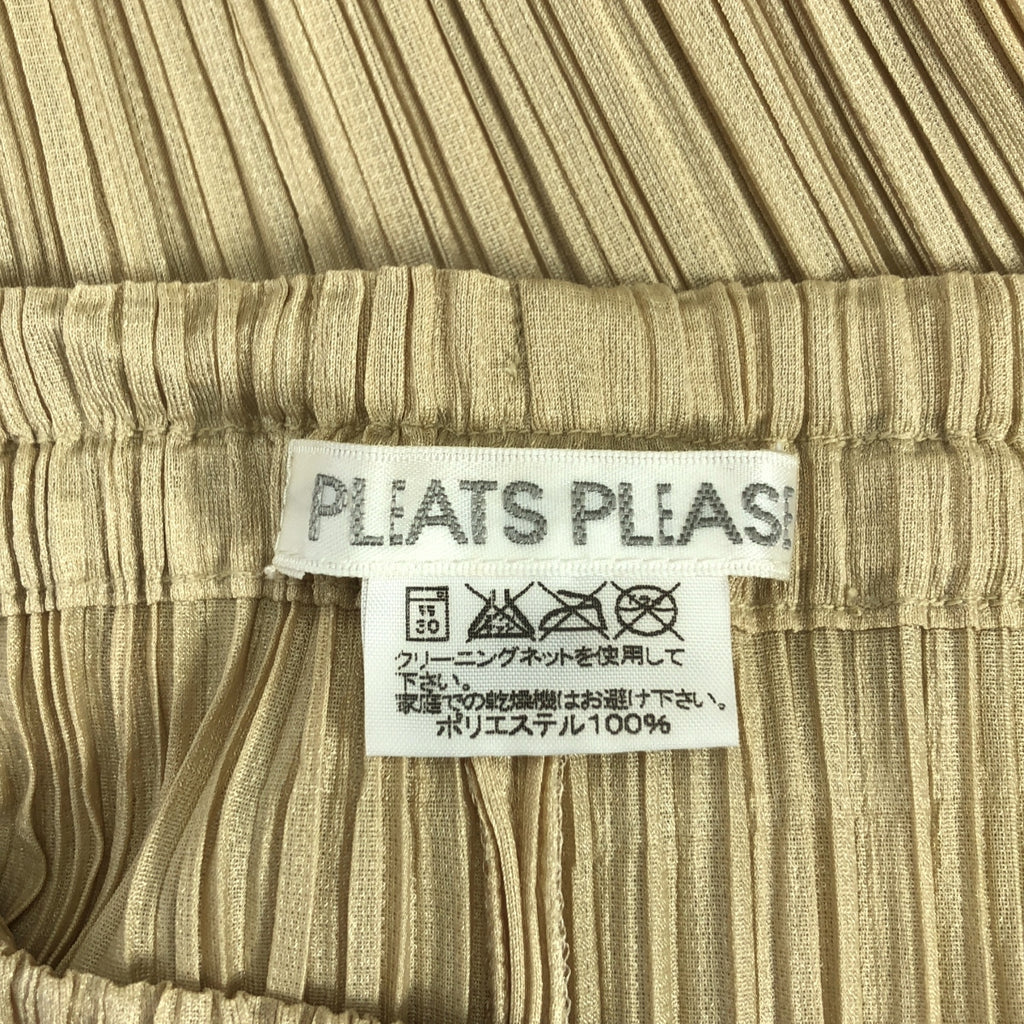 PLEATS PLEASE
30
クリーニングネットを使用して
下さい。
家庭での乾燥機はお避け下さい。
ポリエステル100%